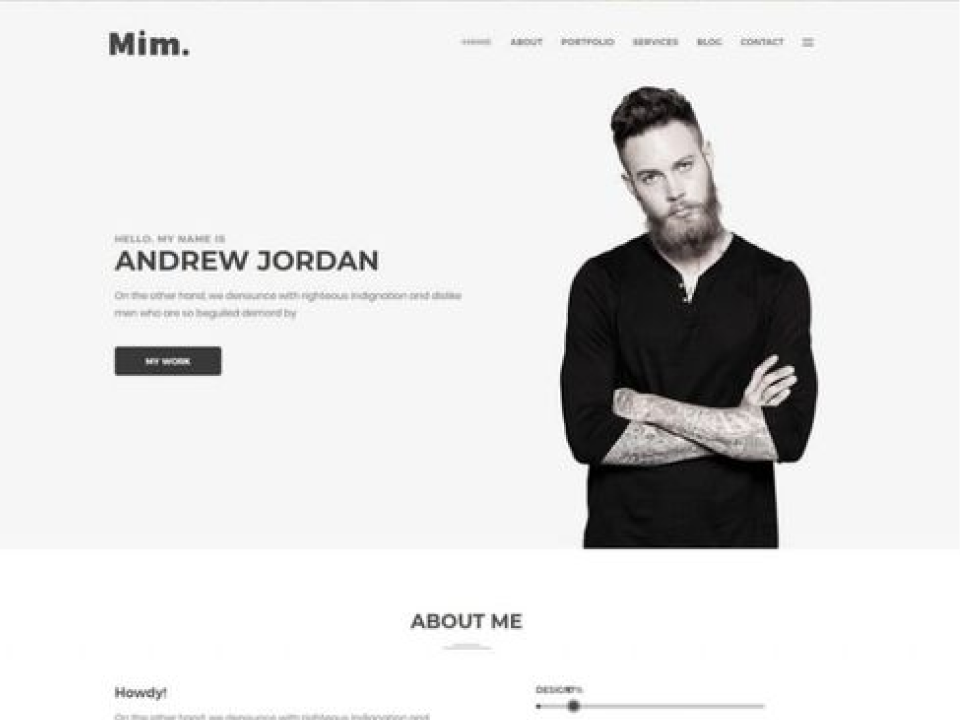 Mim.
HOME ABOUT PORTFOLIO SERVICES BLOG CONTACT
HELLO, MY NAME IS
ANDREW JORDAN
On the other hand, we denounce with righteous indignation and dislike
men who are so beguiled demord by
MY WORK
ABOUT ME
Howdy!
DESIGN
On the other hand, we denounce with righteous indignation and